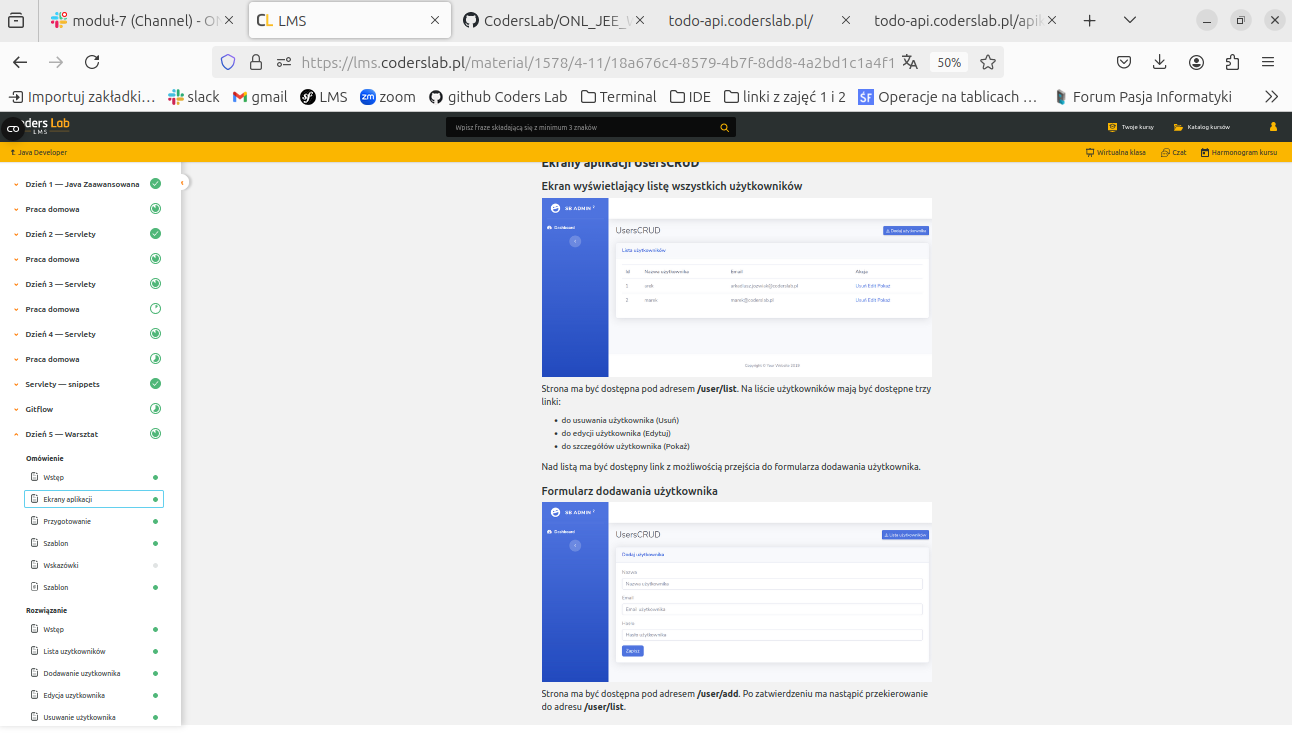 moduł-7 (Channel) - ON
LMS
CodersLab/ONL_JEE_W
todo-api.coderslab.pl/
todo-api.coderslab.pl/apik
https://lms.coderslab.pl/material/1578/4-11/18a676c4-8579-4b7f-8dd8-4a2bd1c1a4f1
50%
Importuj zakładki…
slack
gmail
LMS
zoom
github Coders Lab
Terminal
IDE
linki z zajęć 1 i 2
Operacje na tablicach …
Forum Pasja Informatyki
Coders Lab
LMS
Wpisz frazę składającą się z minimum 3 znaków
Twoje kursy
Katalog kursów
Java Developer
Wirtualna klasa
Czat
Harmonogram kursu
Dzień 1 — Java Zaawansowana
Praca domowa
Dzień 2 — Servlety
Praca domowa
Dzień 3 — Servlety
Praca domowa
Dzień 4 — Servlety
Praca domowa
Servlety — snippets
Gitflow
Dzień 5 — Warsztat
Omówienie
Wstęp
Ekrany aplikacji
Przygotowanie
Szablon
Wskazówki
Szablon
Rozwiązanie
Wstęp
Lista uzytkowników
Dodawanie uzytkownika
Edycja uzytkownika
Usuwanie użytkownika
Ekrany aplikacji UsersCRUD
Ekran wyświetlający listę wszystkich użytkowników
SB ADMIN
Dashboard
UsersCRUD
Dodaj użytkownika
Lista użytkowników
Id Nazwa użytkownika Email Akcja
1 arek arkadiusz.jozwiak@coderslab.pl Usuń Edit Pokaż
2 marek marek@coderslab.pl Usuń Edit Pokaż
Copyright © Your Website 2019
Strona ma być dostępna pod adresem /user/list. Na liście użytkowników mają być dostępne trzy
linki:
• do usuwania użytkownika (Usuń)
• do edycji użytkownika (Edytuj)
• do szczegółów użytkownika (Pokaż)
Nad listą ma być dostępny link z możliwością przejścia do formularza dodawania użytkownika.
Formularz dodawania użytkownika
SB ADMIN
Dashboard
UsersCRUD
Lista użytkowników
Dodaj użytkownika
Nazwa
Nazwa użytkownika
Email
Email użytkownika
Hasło
Hasło użytkownika
Zapisz
Strona ma być dostępna pod adresem /user/add. Po zatwierdzeniu ma nastąpić przekierowanie
do adresu /user/list.